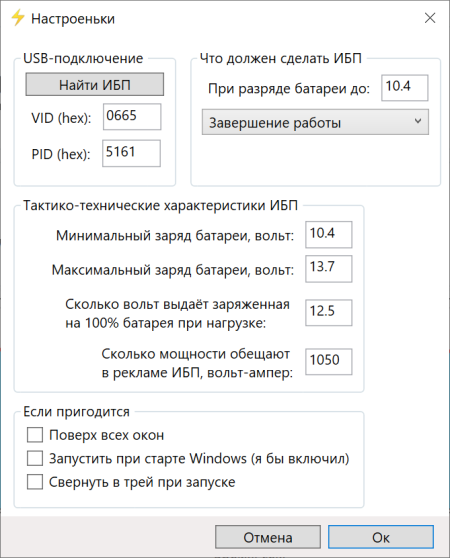 Настроеньки
USB-подключение
Найти ИБП
VID (hex): 0665
PID (hex): 5161
Что должен сделать ИБП
При разряде батареи до: 10.4
Завершение работы
Тактико-технические характеристики ИБП
Минимальный заряд батареи, вольт: 10.4
Максимальный заряд батареи, вольт: 13.7
Сколько вольт выдаёт заряженная
на 100% батарея при нагрузке: 12.5
Сколько мощности обещают
в рекламе ИБП, вольт-ампер: 1050
Если пригодится
Поверх всех окон
Запустить при старте Windows (я бы включил)
Свернуть в трей при запуске
Отмена
Ок